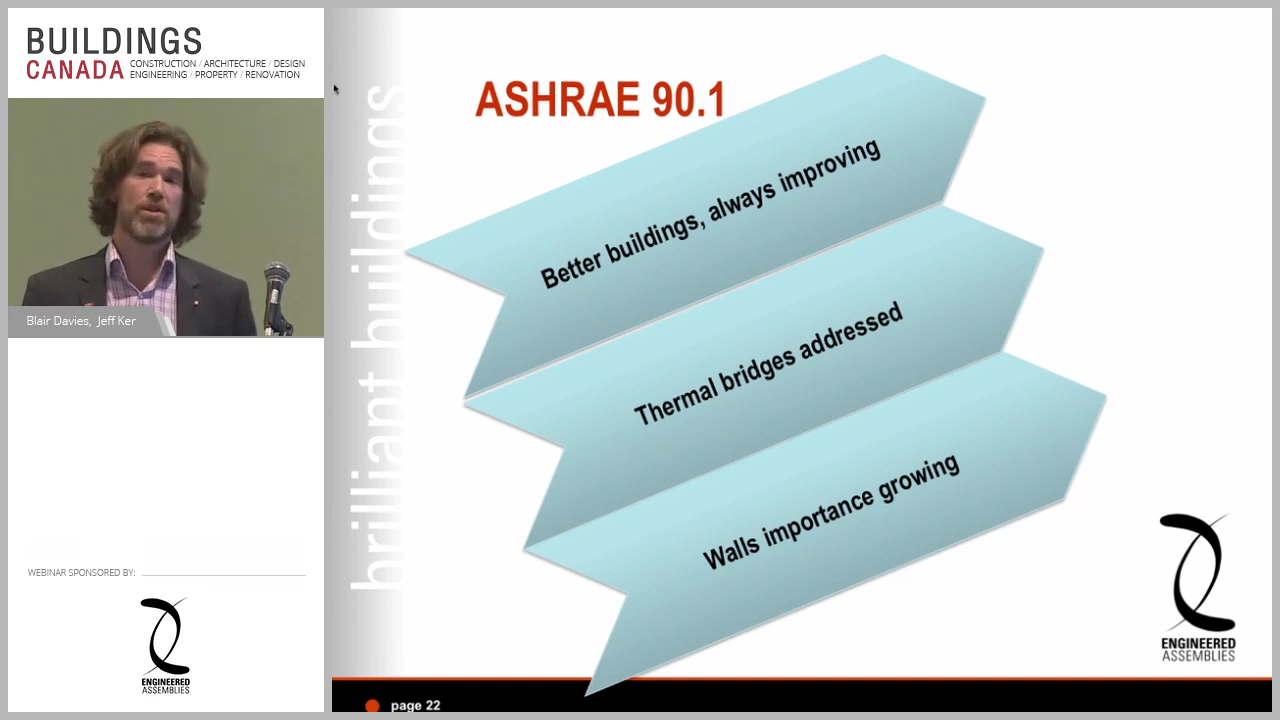 BUILDINGS
CANADA
CONSTRUCTION / ARCHITECTURE / DESIGN
ENGINEERING / PROPERTY / RENOVATION
Blair Davies, Jeff Ker
WEBINAR SPONSORED BY:
ENGINEERED
ASSEMBLIES
brilliant buildings
ASHRAE 90.1
Better buildings, always improving
Thermal bridges addressed
Walls importance growing
ENGINEERED
ASSEMBLIES
page 22